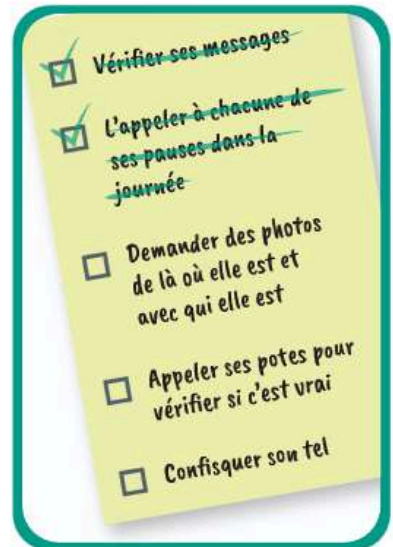 Vérifier ses messages
L'appeler à chacune de
ses pauses dans la
journée
Demander des photos
de là où elle est et
avec qui elle est
Appeler ses potes pour
vérifier si c'est vrai
Confisquer son tel